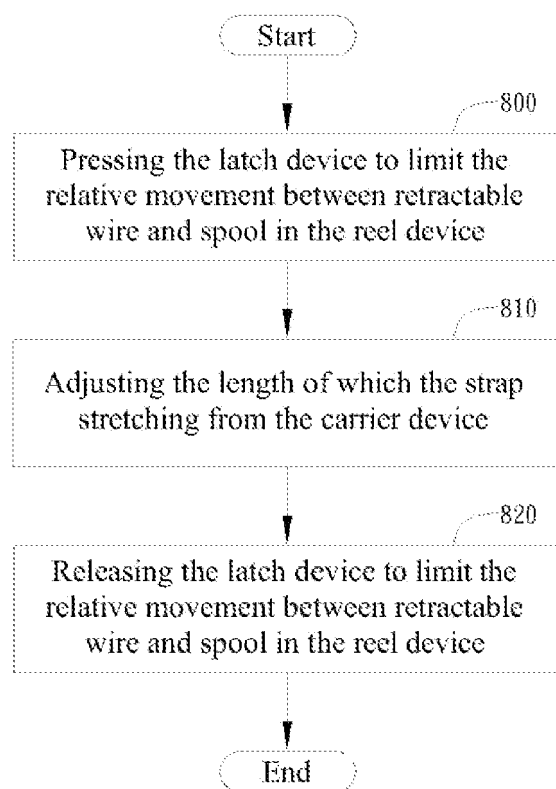 Start
800
Pressing the latch device to limit the
relative movement between retractable
wire and spool in the reel device
810
Adjusting the length of which the strap
stretching from the carrier device
820
Releasing the latch device to limit the
relative movement between retractable
wire and spool in the reel device
End